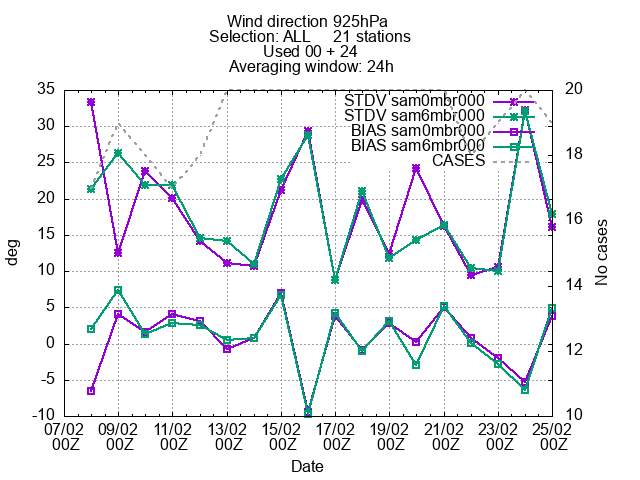 Wind direction 925hPa
Selection: ALL 21 stations
Used 00 + 24
Averaging window: 24h
STDV sam0mbr000
STDV sam6mbr000
BIAS sam0mbr000
BIAS sam6mbr000
CASES
35
30
25
20
15
10
5
0
-5
-10
deg
20
18
16
14
12
10
No cases
07/02 09/02 11/02 13/02 15/02 17/02 19/02 21/02 23/02 25/02
00Z 00Z 00Z 00Z 00Z 00Z 00Z 00Z 00Z 00Z
Date